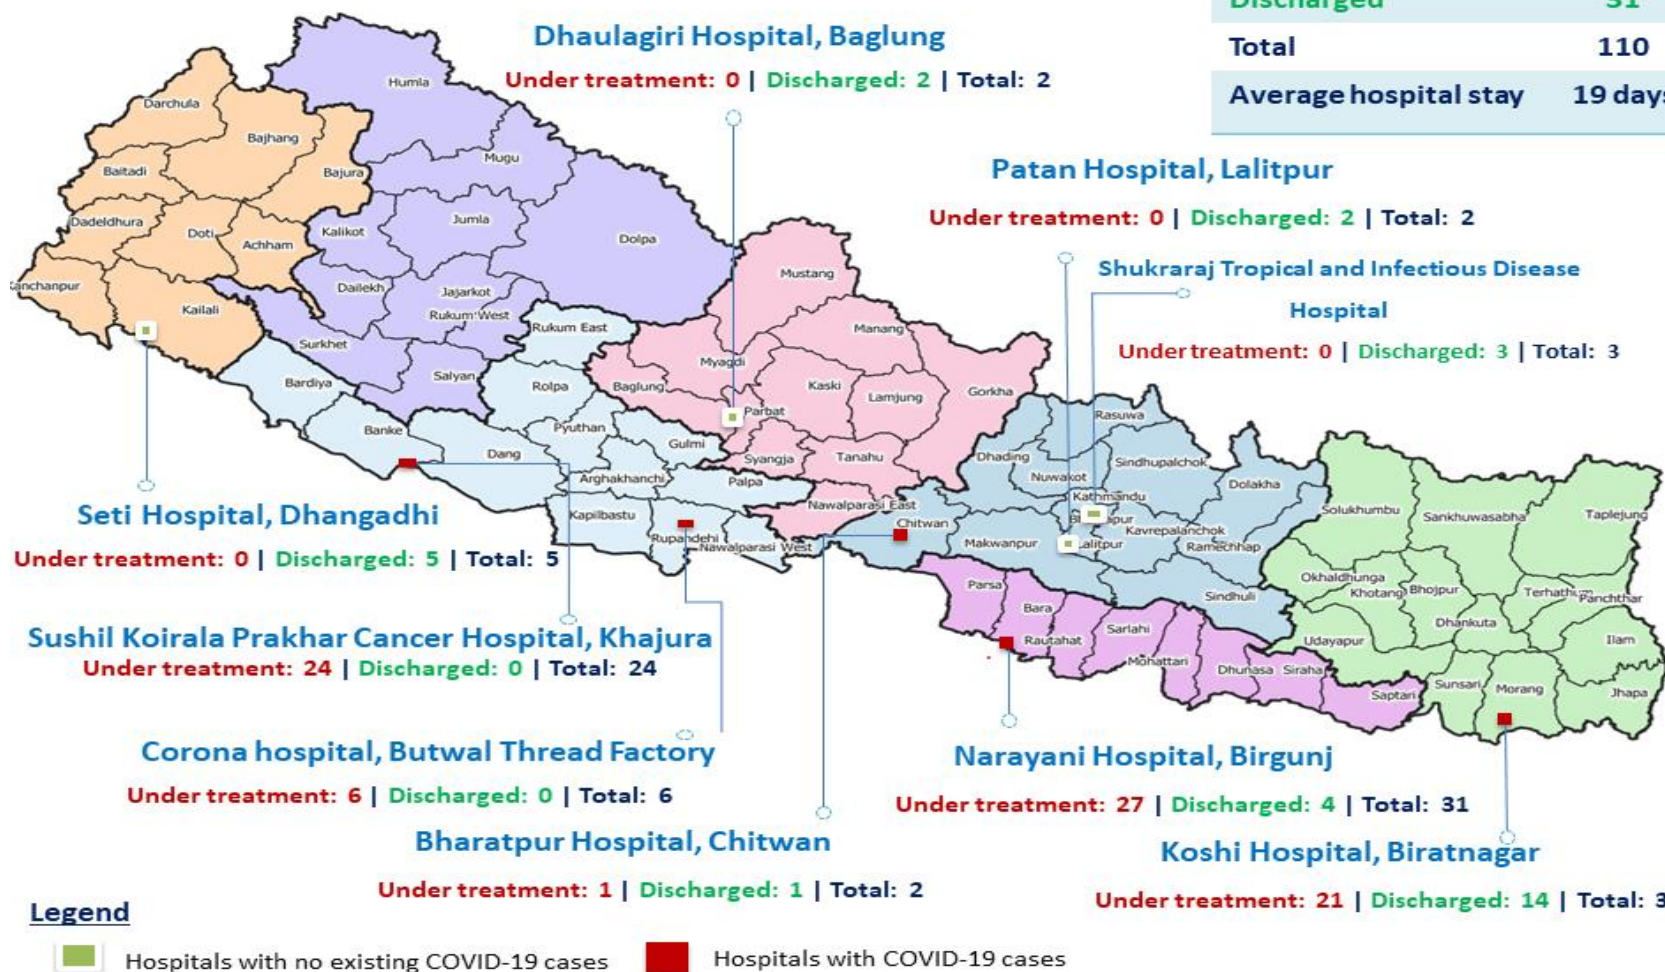 Discharged 31
Total 110
Average hospital stay 19 days
Dhaulagiri Hospital, Baglung
Under treatment: 0 | Discharged: 2 | Total: 2
Patan Hospital, Lalitpur
Under treatment: 0 | Discharged: 2 | Total: 2
Shukraraj Tropical and Infectious Disease
Hospital
Under treatment: 0 | Discharged: 3 | Total: 3
Humla
Darchula
Bajhang
Mugu
Baitadi
Bajura
Dadeldhura
Doti
Achham
Kalikot
Jumla
Dolpa
Kanchanpur
Kailali
Dailekh
Jajarkot
Rukum West
Rukum East
Surkhet
Salyan
Mustang
Manang
Myagdi
Baglung
Parbat
Kaski
Lamjung
Gorkha
Syangja
Tanahu
Nawalparasi East
Bardiya
Banke
Dang
Rolpa
Pyuthan
Gulmi
Arghakhanchi
Palpa
Kapilbastu
Rupandehi
Nawalparasi West
Rasuwa
Dhading
Nuwakot
Sindhupalchok
Dolakha
Kathmandu
Kavrepalanchok
Lalitpur
Ramechhap
Chitwan
Makwanpur
Sindhuli
Parsa
Bara
Rautahat
Sarlahi
Mohattari
Dhunasa
Siraha
Saptari
Solukhumbu
Sankhuwasabha
Taplejung
Okhaldhunga
Khotang
Bhojpur
Panchthar
Dhankuta
Udayapur
Ilam
Sunsari
Morang
Jhapa
Seti Hospital, Dhangadhi
Under treatment: 0 | Discharged: 5 | Total: 5
Sushil Koirala Prakhar Cancer Hospital, Khajura
Under treatment: 24 | Discharged: 0 | Total: 24
Corona hospital, Butwal Thread Factory
Under treatment: 6 | Discharged: 0 | Total: 6
Narayani Hospital, Birgunj
Under treatment: 27 | Discharged: 4 | Total: 31
Bharatpur Hospital, Chitwan
Under treatment: 1 | Discharged: 1 | Total: 2
Koshi Hospital, Biratnagar
Under treatment: 21 | Discharged: 14 | Total: 3
Legend
Hospitals with no existing COVID-19 cases
Hospitals with COVID-19 cases